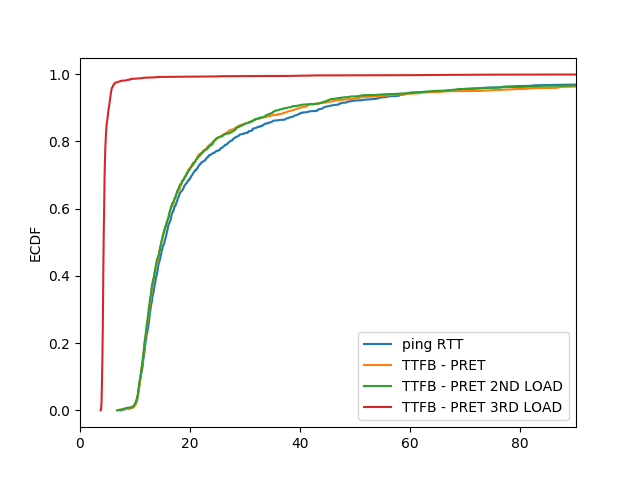 1.0
0.8
0.6
0.4
0.2
0.0
ECDF
0
20
40
60
80
ping RTT
TTFB - PRET
TTFB - PRET 2ND LOAD
TTFB - PRET 3RD LOAD